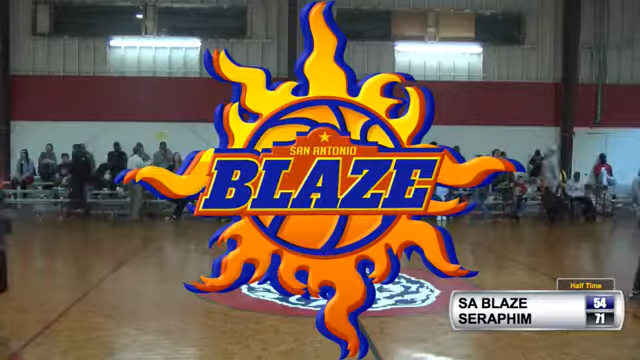 SAN ANTONIO
BLAZE
Half Time
SA BLAZE 54
SERAPHIM 71